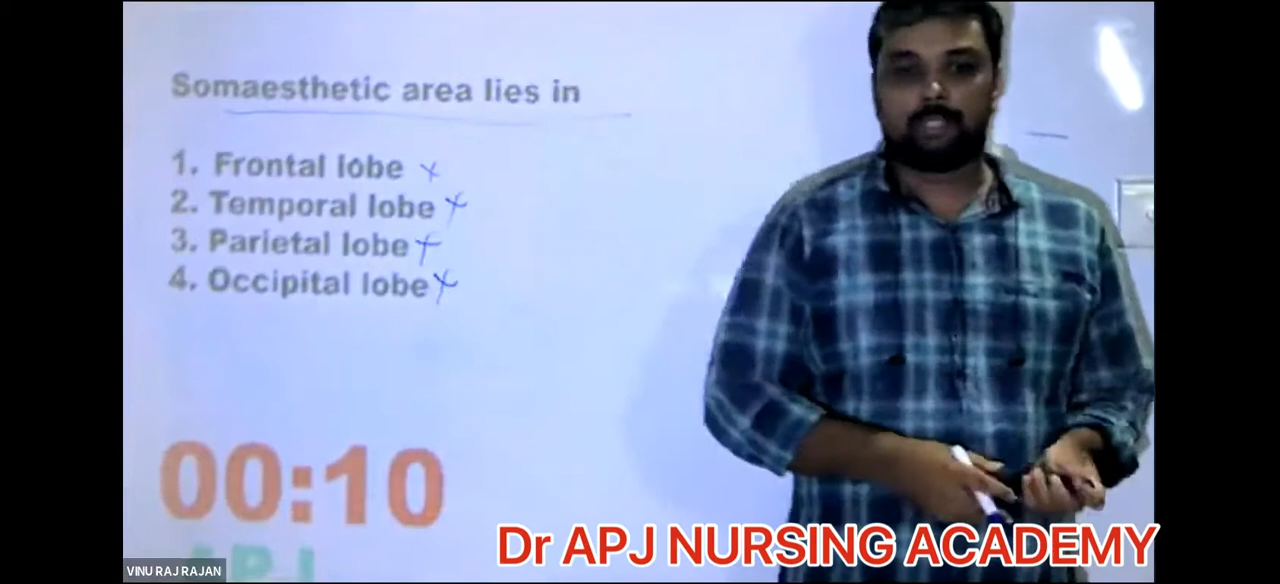 Somaesthetic area lies in
1. Frontal lobe ×
2. Temporal lobe ×
3. Parietal lobe ×
4. Occipital lobe ×
00:10
APJ
Dr APJ NURSING ACADEMY
VINU RAJ RAJAN